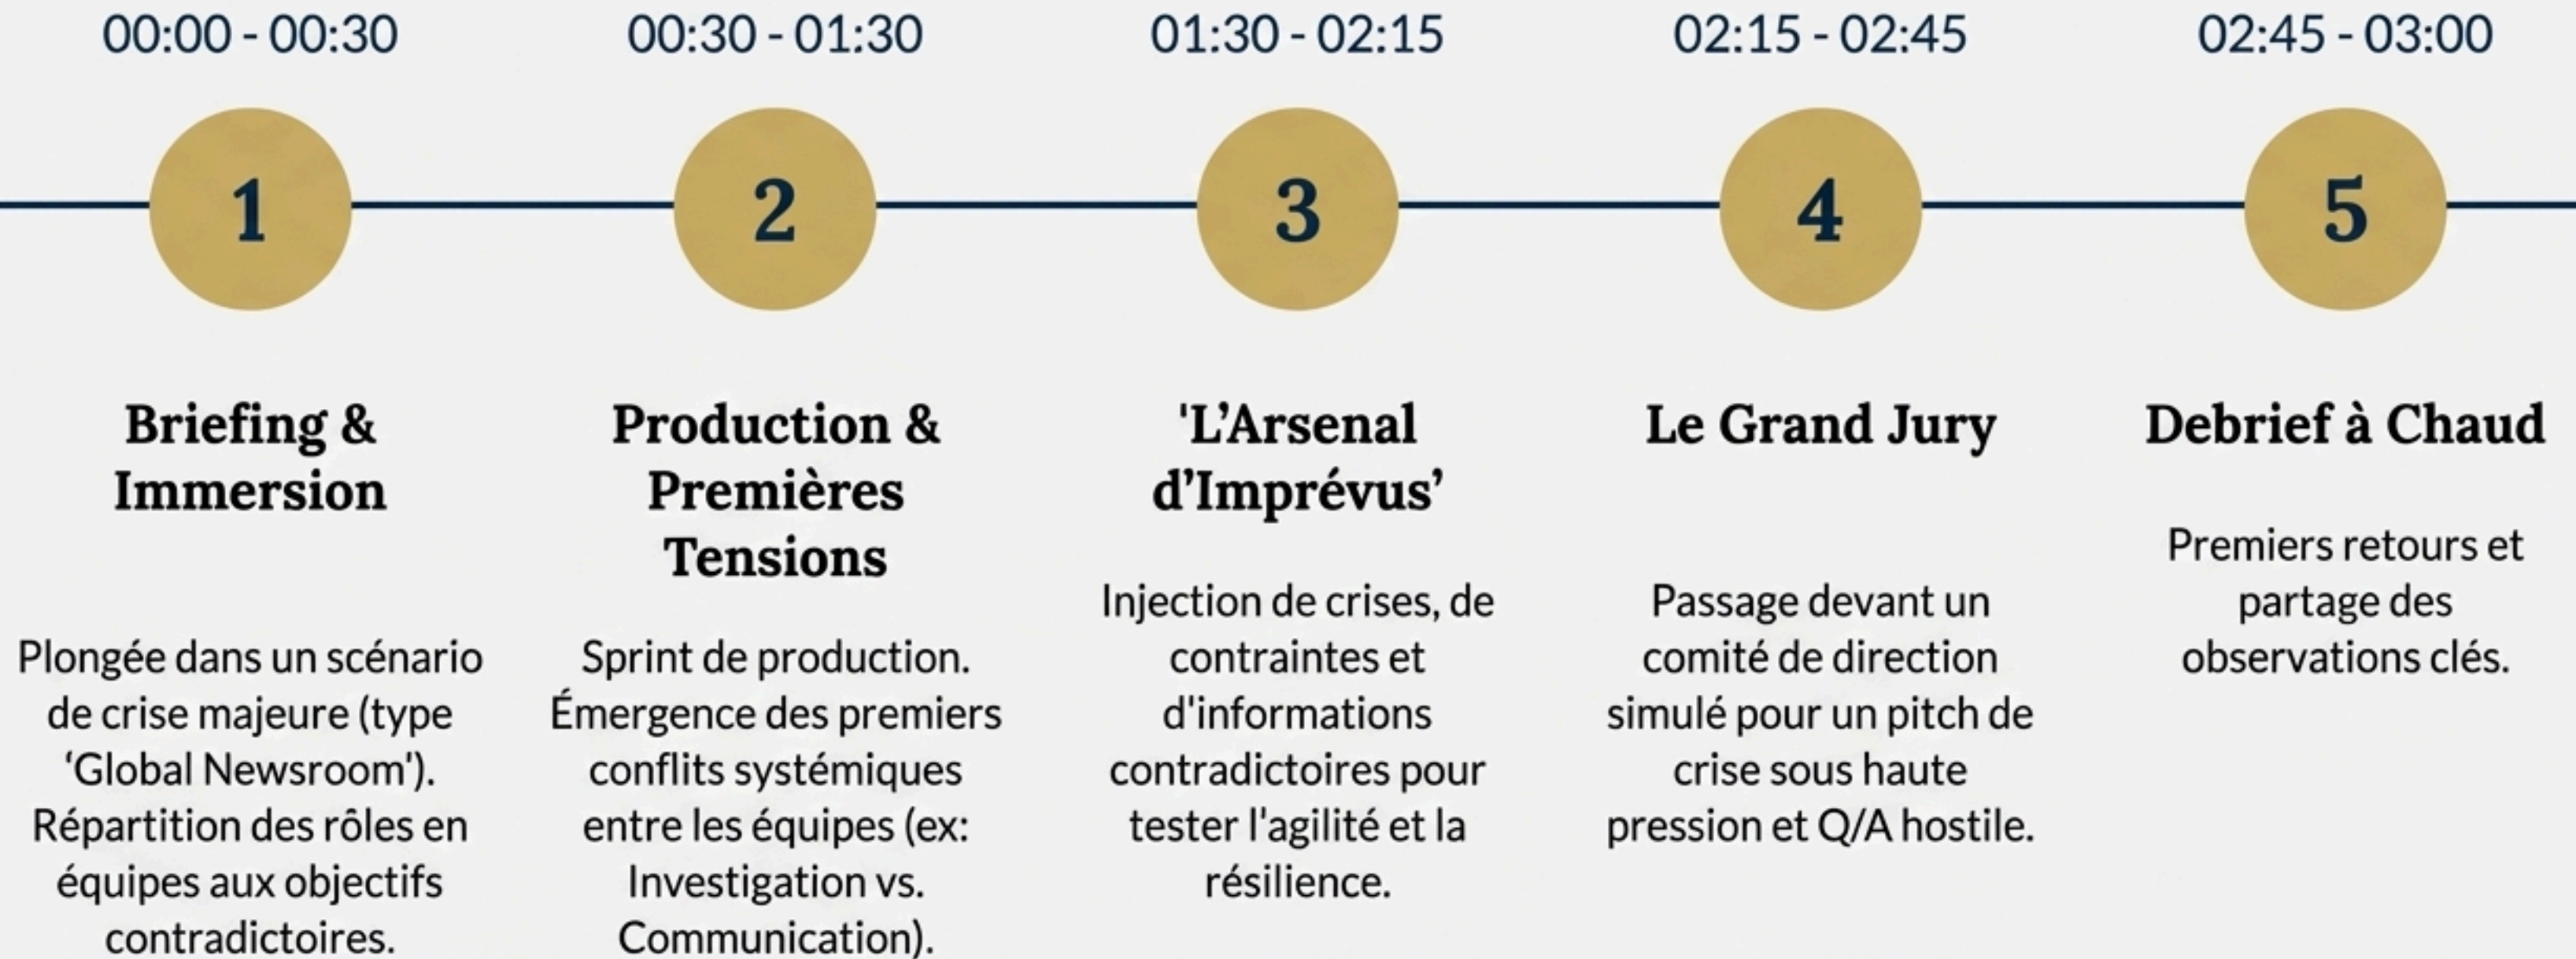 00:00 - 00:30
00:30 - 01:30
01:30 - 02:15
02:15 - 02:45
02:45 - 03:00
1
2
3
4
5
Briefing &
Immersion
Plongée dans un scénario
de crise majeure (type
‘Global Newsroom').
Répartition des rôles en
équipes aux objectifs
contradictoires.
Production &
Premières
Tensions
Sprint de production.
Émergence des premiers
conflits systémiques
entre les équipes (ex:
Investigation vs.
Communication).
'L’Arsenal
d’Imprévus’
Injection de crises, de
contraintes et
d'informations
contradictoires pour
tester l'agilité et la
résilience.
Le Grand Jury
Passage devant un
comité de direction
simulé pour un pitch de
crise sous haute
pression et Q/A hostile.
Debrief à Chaud
Premiers retours et
partage des
observations clés.